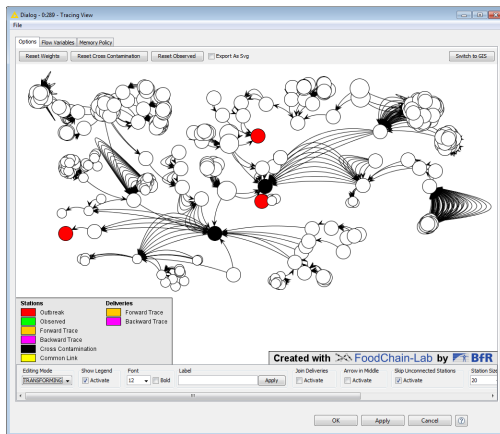 Dialog - 0:289 - Tracing View
File
Options Flow Variables Memory Policy
Reset Weights Reset Cross Contamination Reset Observed Export As Svg Switch to GIS
Stations Deliveries
Outbreak Forward Trace
Observed Backward Trace
Forward Trace
Backward Trace
Cross Contamination
Common Link
Created with FoodChain-Lab by BfR
Editing Mode Show Legend Font Label Join Deliveries Arrow in Middle Skip Unconnected Stations Station Size
TRANSFORMING Activate 12 Bold Apply Activate Activate Activate 20
OK Apply Cancel ?